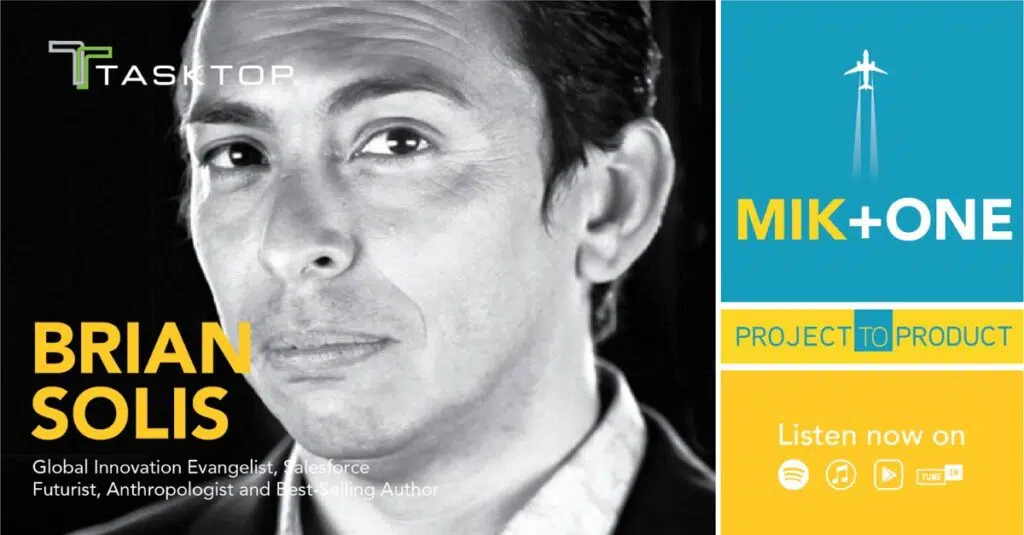 TASKTOP
BRIAN
SOLIS
Global Innovation Evangelist, Salesforce
Futurist, Anthropologist and Best-Selling Author
MIK+ONE
PROJECT TO PRODUCT
Listen now on
TUNE IN